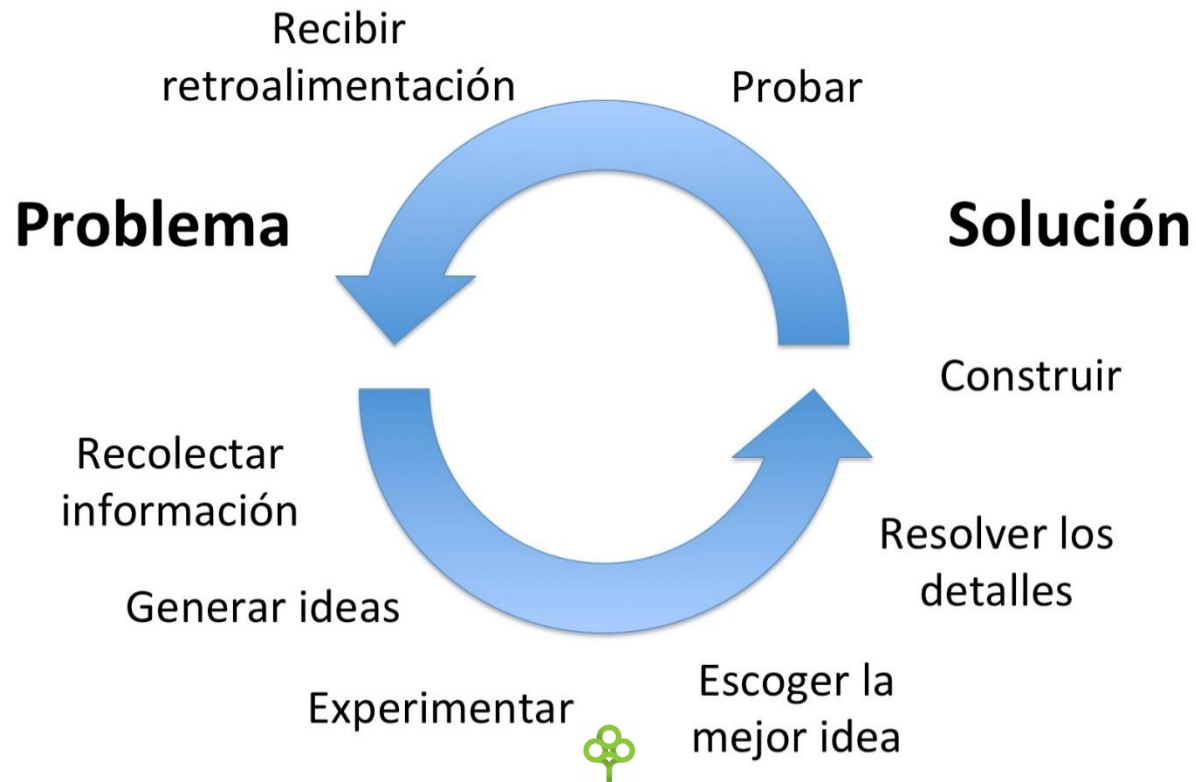 Recibir
retroalimentación
Probar
Problema
Solución
Construir
Recolectar
información
Resolver los
detalles
Generar ideas
Escoger la
mejor idea
Experimentar